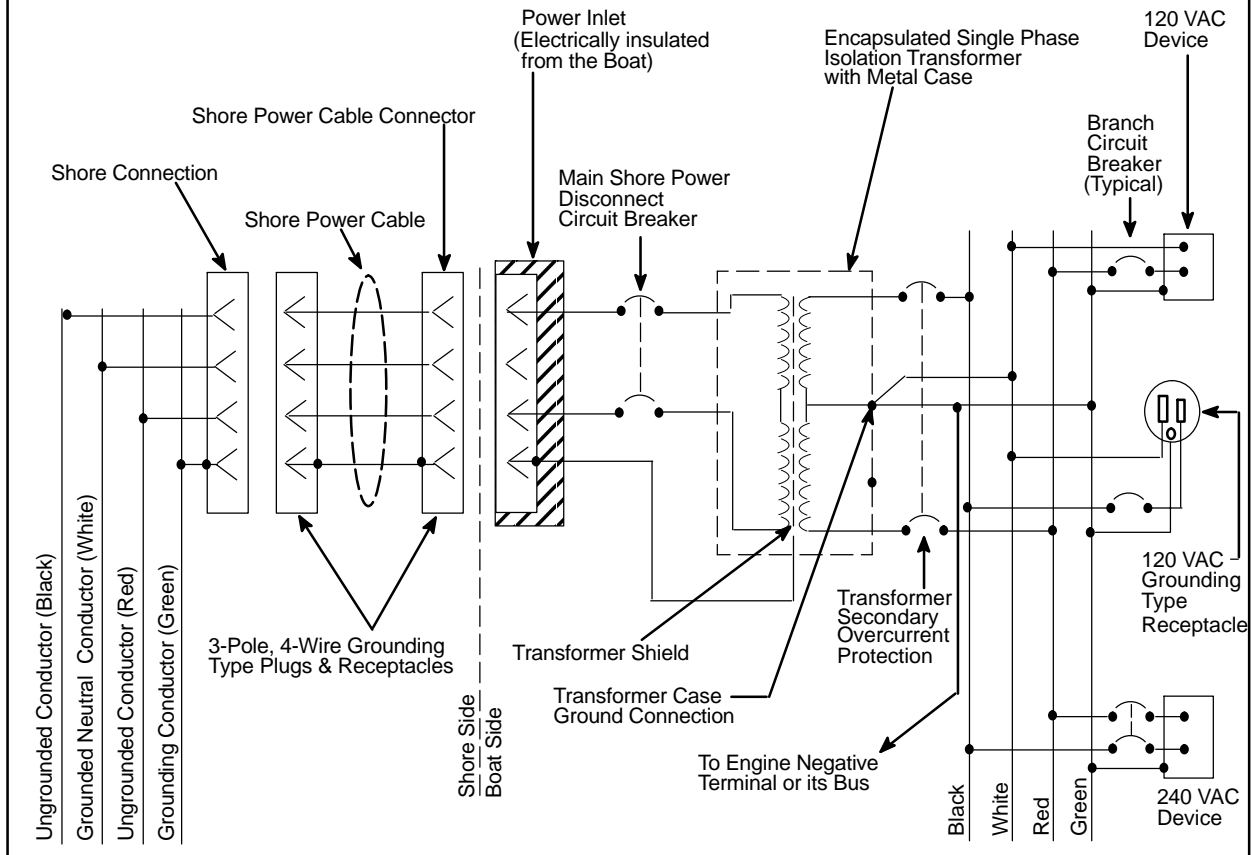 Power Inlet
(Electrically insulated
from the Boat)
Encapsulated Single Phase
Isolation Transformer
with Metal Case
120 VAC
Device
Shore Power Cable Connector
Branch
Circuit
Breaker
(Typical)
Shore Connection
Main Shore Power
Disconnect
Circuit Breaker
Shore Power Cable
Ungrounded Conductor (Black)
Grounded Neutral Conductor (White)
Ungrounded Conductor (Red)
Grounding Conductor (Green)
3-Pole, 4-Wire Grounding
Type Plugs & Receptacles
Shore Side
Boat Side
Transformer Shield
Transformer Case
Ground Connection
Transformer
Secondary
Overcurrent
Protection
To Engine Negative
Terminal or its Bus
120 VAC
Grounding
Type
Receptacle
Black
White
Red
Green
240 VAC
Device